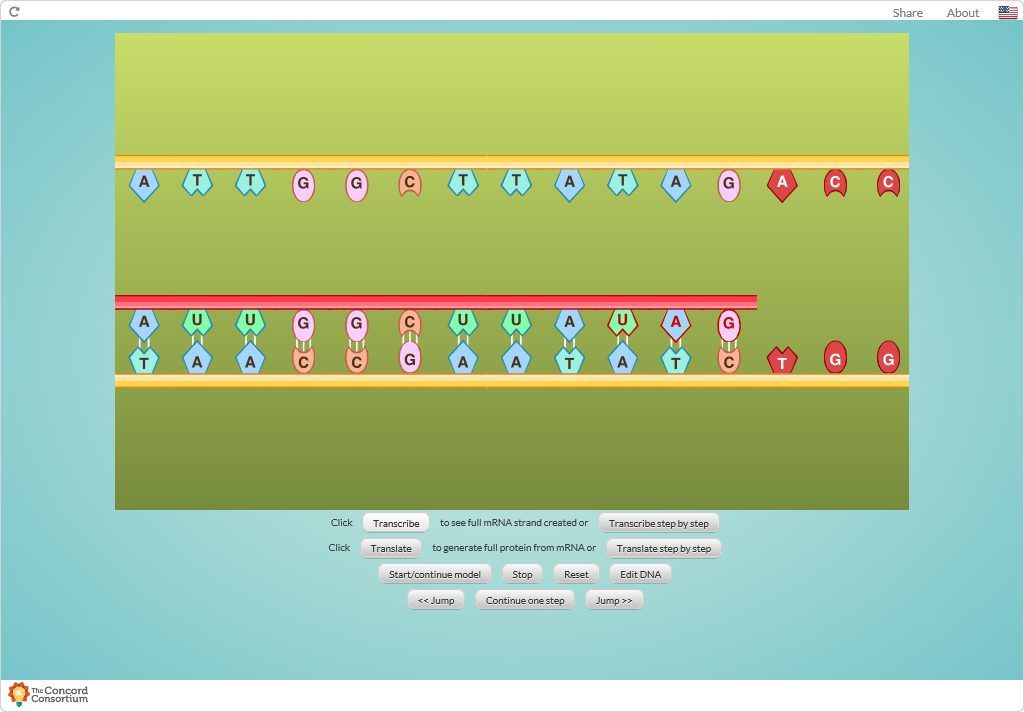 Share About
A T T G G C T T A T A G A C C
A U U G G C U U A U A G
T A A C C G A A T A T C T G G
Click Transcribe to see full mRNA strand created or Transcribe step by step
Click Translate to generate full protein from mRNA or Translate step by step
Start/continue model Stop Reset Edit DNA
<< Jump Continue one step Jump >>
The Concord
Consortium